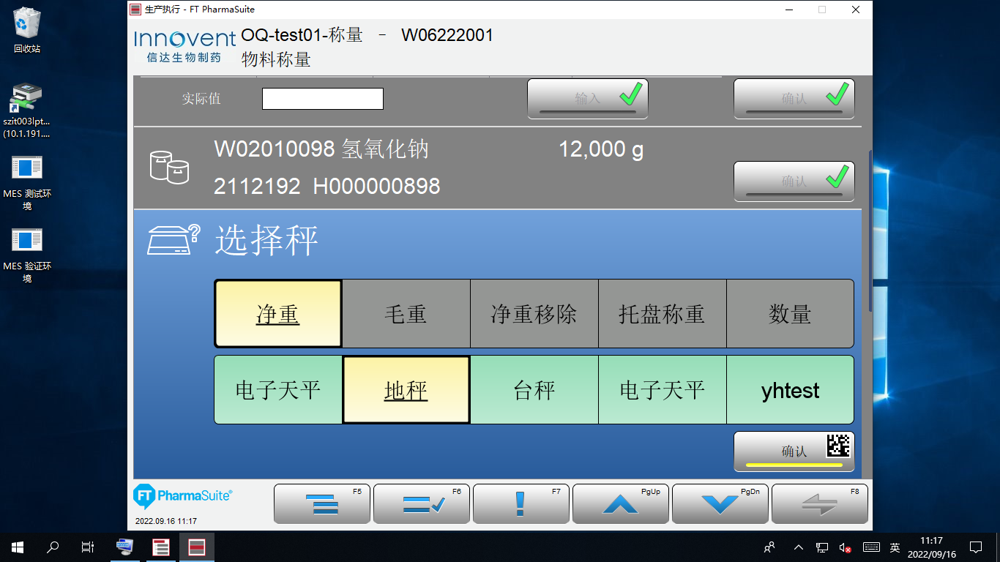 生产执行 - FT PharmaSuite
回收站
szit003lpt...
(10.1.191....
MES 测试环
境
MES 验证环
境
Innovent
信达生物制药
OQ-test01-称量 - W06222001
物料称量
实际值
输入
确认
W02010098 氢氧化钠 12,000 g
2112192 H000000898
确认
选择秤
净重 毛重 净重移除 托盘称重 数量
电子天平 地秤 台秤 电子天平 yhtest
确认
FT PharmaSuite®
2022.09.16 11:17
F5 F6 F7 PgUp PgDn F8
英
11:17
2022/09/16